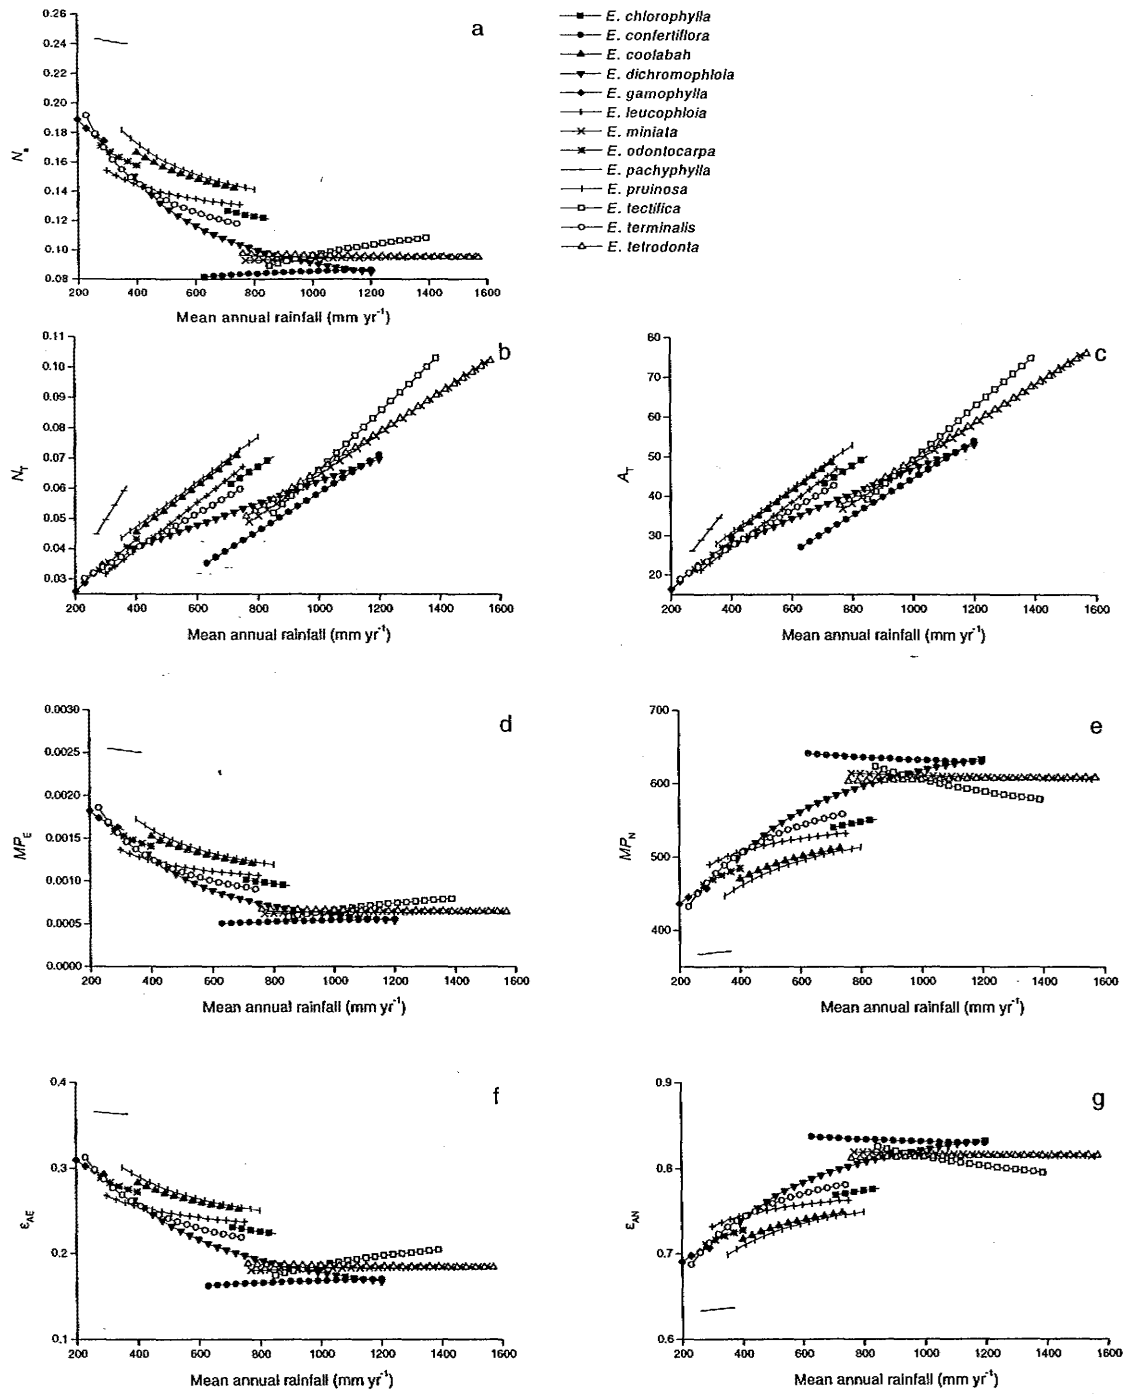 a
0.26
0.24
0.22
0.20
0.18
0.16
0.14
0.12
0.10
0.08
Na
200 400 600 800 1000 1200 1400 1600
Mean annual rainfall (mm yr-1)
E. chlorophylla
E. confertiflora
E. coolabah
E. dichromophloia
E. gamophylla
E. leucophloia
E. miniata
E. odontocarpa
E. pachyphylla
E. pruinosa
E. tectifica
E. terminalis
E. tetrodonta
b
0.11
0.10
0.09
0.08
0.07
0.06
0.05
0.04
0.03
NT
200 400 600 800 1000 1200 1400 1600
Mean annual rainfall (mm yr-1)
c
80
70
60
50
40
30
20
AT
200 400 600 800 1000 1200 1400 1600
Mean annual rainfall (mm yr-1)
d
0.0030
0.0025
0.0020
0.0015
0.0010
0.0005
0.0000
MPE
200 400 600 800 1000 1200 1400 1600
Mean annual rainfall (mm yr-1)
e
700
600
500
400
MPN
200 400 600 800 1000 1200 1400 1600
Mean annual rainfall (mm yr-1)
f
0.4
0.3
0.2
0.1
εAE
200 400 600 800 1000 1200 1400 1600
Mean annual rainfall (mm yr-1)
g
0.9
0.8
0.7
0.6
εAN
200 400 600 800 1000 1200 1400 1600
Mean annual rainfall (mm yr-1)